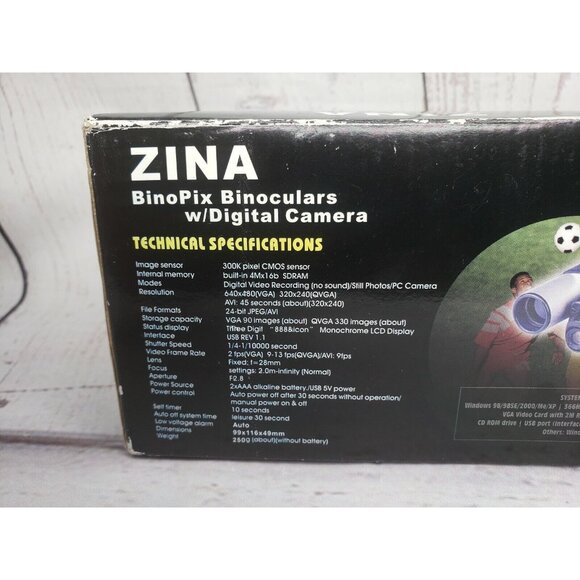 ZINA
BinoPix Binoculars
w/Digital Camera
TECHNICAL SPECIFICATIONS
Image sensor 300K pixel CMOS sensor
Internal memory built-in 4Mx16b SDRAM
Modes Digital Video Recording (no sound)/Still Photos/PC Camera
Resolution 640x480(VGA) 320x240(QVGA)
AVI: 45 seconds (about)(320x240)
File Formats 24-bit JPEG/AVI
Storage capacity VGA 90 images (about) QVGA 330 images (about)
Status display Three Digit "888&icon" Monochrome LCD Display
Interface USB REV 1.1
Shutter Speed 1/4-1/10000 second
Video Frame Rate 2 fps(VGA) 9-13 fps(QVGA)/AVI: 9fps
Lens Fixed: f=28mm
Focus settings: 2.0m-infinity (Normal)
Aperture F2.8
Power Source 2xAAA alkaline battery/USB 5V power
Power control Auto power off after 30 seconds without operation/
manual power on & off
Self timer 10 seconds
Auto off system time leisure 30 second
Low voltage alarm Auto
Dimensions 99x116x49mm
Weight 250g (about)(without battery)
SYSTEM
Windows 98/98SE/2000/Me/XP |
VGA Video Card with 2M
CD ROM drive | USB port (Interface
Others: Win